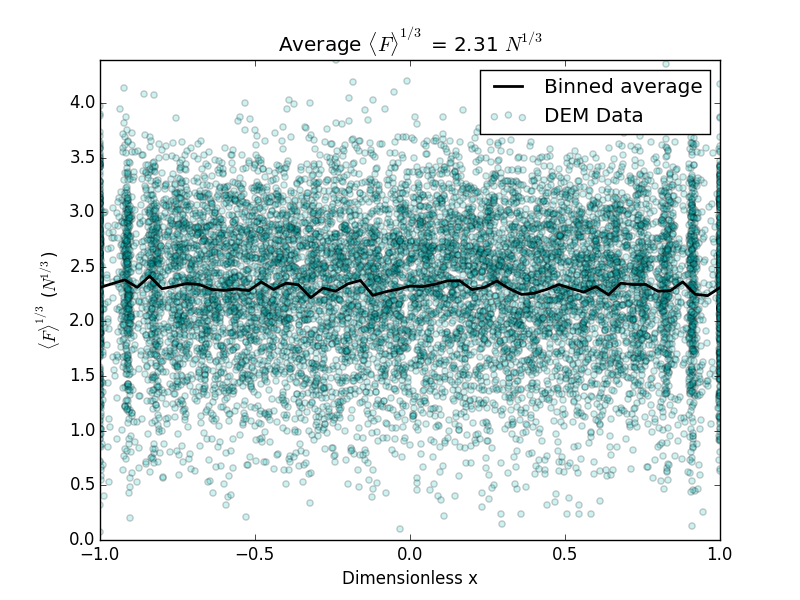 Average ⟨F⟩^{1/3} = 2.31 N^{1/3}
Binned average
DEM Data
⟨F⟩^{1/3} (N^{1/3})
4.0
3.5
3.0
2.5
2.0
1.5
1.0
0.5
0.0
−1.0 −0.5 0.0 0.5 1.0
Dimensionless x